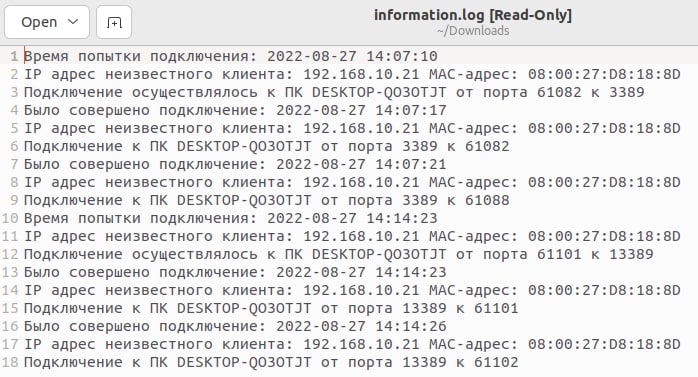 Open
information.log [Read-Only]
~/Downloads
1 Время попытки подключения: 2022-08-27 14:07:10
2 IP адрес неизвестного клиента: 192.168.10.21 MAC-адрес: 08:00:27:D8:18:8D
3 Подключение осуществлялось к ПК DESKTOP-QO3OTJT от порта 61082 к 3389
4 Было совершено подключение: 2022-08-27 14:07:17
5 IP адрес неизвестного клиента: 192.168.10.21 MAC-адрес: 08:00:27:D8:18:8D
6 Подключение к ПК DESKTOP-QO3OTJT от порта 3389 к 61082
7 Было совершено подключение: 2022-08-27 14:07:21
8 IP адрес неизвестного клиента: 192.168.10.21 MAC-адрес: 08:00:27:D8:18:8D
9 Подключение к ПК DESKTOP-QO3OTJT от порта 3389 к 61088
10 Время попытки подключения: 2022-08-27 14:14:23
11 IP адрес неизвестного клиента: 192.168.10.21 MAC-адрес: 08:00:27:D8:18:8D
12 Подключение осуществлялось к ПК DESKTOP-QO3OTJT от порта 61101 к 13389
13 Было совершено подключение: 2022-08-27 14:14:23
14 IP адрес неизвестного клиента: 192.168.10.21 MAC-адрес: 08:00:27:D8:18:8D
15 Подключение к ПК DESKTOP-QO3OTJT от порта 13389 к 61101
16 Было совершено подключение: 2022-08-27 14:14:26
17 IP адрес неизвестного клиента: 192.168.10.21 MAC-адрес: 08:00:27:D8:18:8D
18 Подключение к ПК DESKTOP-QO3OTJT от порта 13389 к 61102